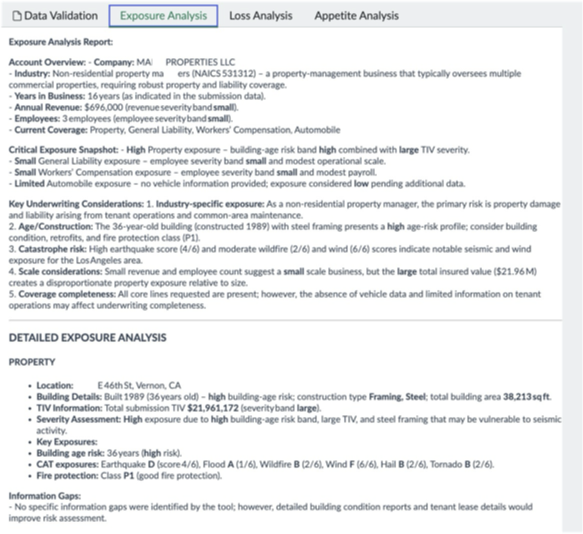 Data Validation Exposure Analysis Loss Analysis Appetite Analysis
Exposure Analysis Report:
Account Overview: - Company: MA PROPERTIES LLC
- Industry: Non-residential property ma ers (NAICS 531312) – a property-management business that typically oversees multiple
commercial properties, requiring robust property and liability coverage.
- Years in Business: 16 years (as indicated in the submission data).
- Annual Revenue: $696,000 (revenue severity band small).
- Employees: 3 employees (employee severity band small).
- Current Coverage: Property, General Liability, Workers' Compensation, Automobile
Critical Exposure Snapshot: - High Property exposure – building-age risk band high combined with large TIV severity.
- Small General Liability exposure – employee severity band small and modest operational scale.
- Small Workers' Compensation exposure – employee severity band small and modest payroll.
- Limited Automobile exposure – no vehicle information provided; exposure considered low pending additional data.
Key Underwriting Considerations: 1. Industry-specific exposure: As a non-residential property manager, the primary risk is property damage
and liability arising from tenant operations and common-area maintenance.
2. Age/Construction: The 36-year-old building (constructed 1989) with steel framing presents a high age-risk profile; consider building
condition, retrofits, and fire protection class (P1).
3. Catastrophe risk: High earthquake score (4/6) and moderate wildfire (2/6) and wind (6/6) scores indicate notable seismic and wind
exposure for the Los Angeles area.
4. Scale considerations: Small revenue and employee count suggest a small scale business, but the large total insured value ($21.96 M)
creates a disproportionate property exposure relative to size.
5. Coverage completeness: All core lines requested are present; however, the absence of vehicle data and limited information on tenant
operations may affect underwriting completeness.
DETAILED EXPOSURE ANALYSIS
PROPERTY
• Location: E 46th St, Vernon, CA
• Building Details: Built 1989 (36 years old) – high building-age risk; construction type Framing, Steel; total building area 38,213 sq ft.
• TIV Information: Total submission TIV $21,961,172 (severity band large).
• Severity Assessment: High exposure due to high building-age risk band, large TIV, and steel framing that may be vulnerable to seismic
activity.
• Key Exposures:
• Building age risk: 36 years (high risk).
• CAT exposures: Earthquake D (score 4/6), Flood A (1/6), Wildfire B (2/6), Wind F (6/6), Hail B (2/6), Tornado B (2/6).
• Fire protection: Class P1 (good fire protection).
Information Gaps:
- No specific information gaps were identified by the tool; however, detailed building condition reports and tenant lease details would
improve risk assessment.